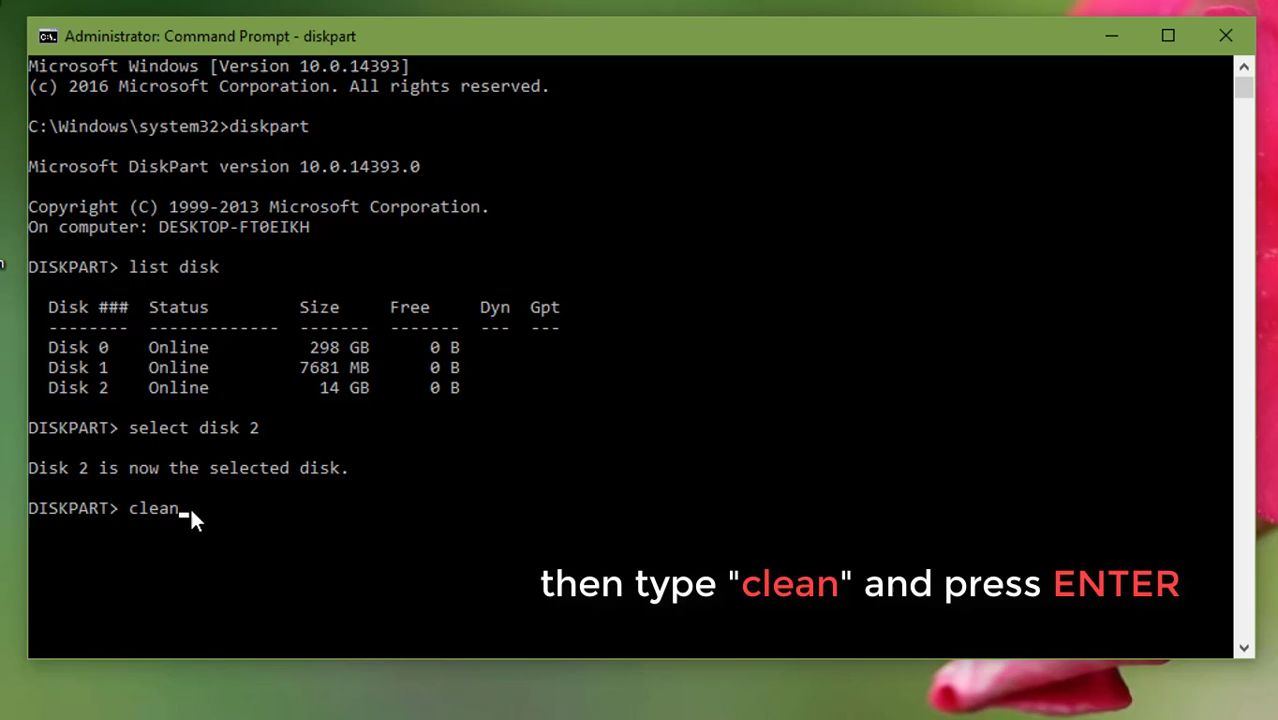 Administrator: Command Prompt - diskpart
Microsoft Windows [Version 10.0.14393]
(c) 2016 Microsoft Corporation. All rights reserved.
C:\Windows\system32>diskpart
Microsoft DiskPart version 10.0.14393.0
Copyright (C) 1999-2013 Microsoft Corporation.
On computer: DESKTOP-FT0EIKH
DISKPART> list disk
Disk ### Status Size Free Dyn Gpt
-------- ------------- ------- ------- --- ---
Disk 0 Online 298 GB 0 B
Disk 1 Online 7681 MB 0 B
Disk 2 Online 14 GB 0 B
DISKPART> select disk 2
Disk 2 is now the selected disk.
DISKPART> clean
then type "clean" and press ENTER